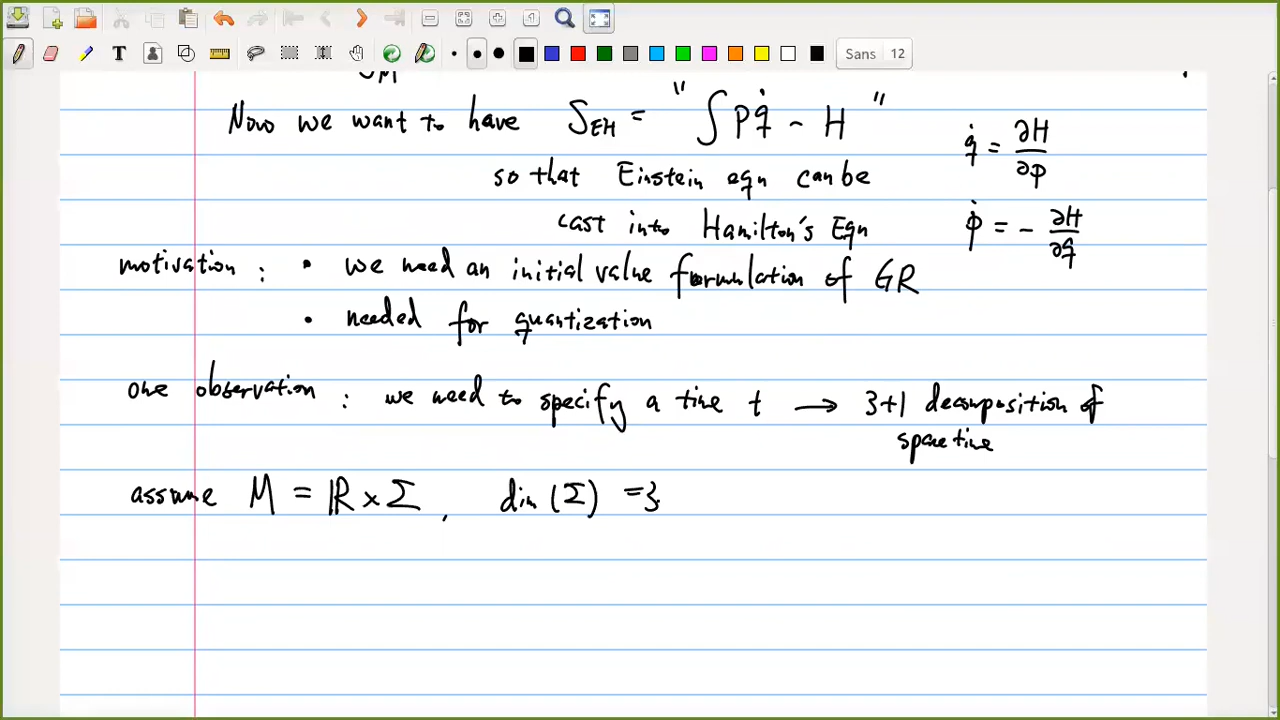 Sans 12
M
Now we want to have S_EH = " ∫ p q̇ - H "
q̇ = ∂H/∂p
so that Einstein eqn can be
cast into Hamilton's Eqn
ṗ = - ∂H/∂q
motivation : • we need an initial value formulation of GR
• needed for quantization
one observation : we need to specify a time t → 3+1 decomposition of
spacetime
assume M = ℝ × Σ , dim (Σ) = 3